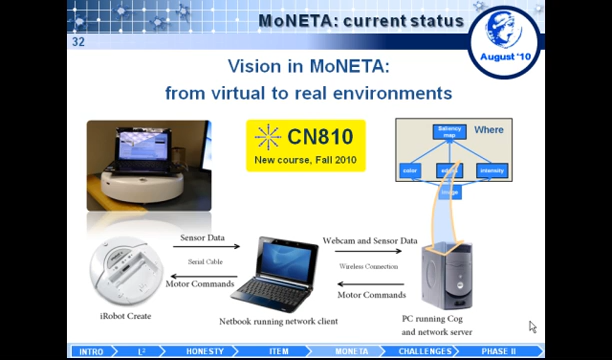 MoNETA: current status
32
August '10
Vision in MoNETA:
from virtual to real environments
CN810
New course, Fall 2010
Saliency map
Where
color
intensity
image
Sensor Data
Serial Cable
Motor Commands
Webcam and Sensor Data
Wireless Connection
Motor Commands
iRobot Create
Netbook running network client
PC running Cog
and network server
INTRO
L²
HONESTY
ITEM
MONETA
CHALLENGES
PHASE II